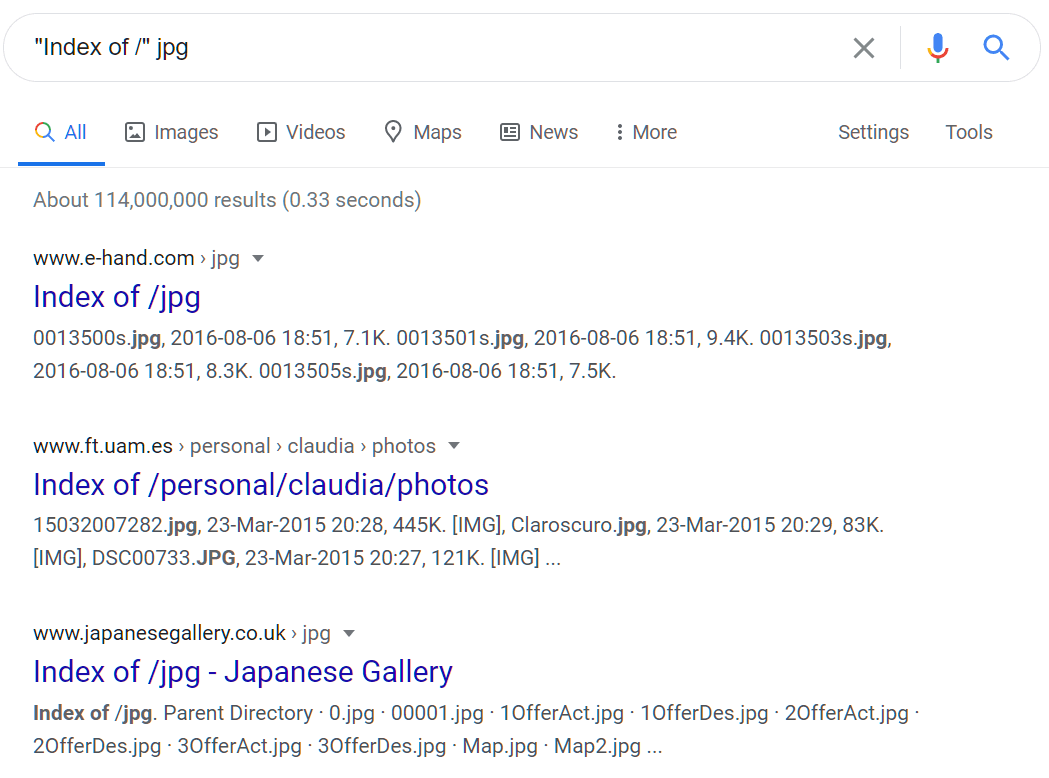 "Index of /" jpg
All Images Videos Maps News More Settings Tools
About 114,000,000 results (0.33 seconds)
www.e-hand.com › jpg
Index of /jpg
0013500s.jpg, 2016-08-06 18:51, 7.1K. 0013501s.jpg, 2016-08-06 18:51, 9.4K. 0013503s.jpg,
2016-08-06 18:51, 8.3K. 0013505s.jpg, 2016-08-06 18:51, 7.5K.
www.ft.uam.es › personal › claudia › photos
Index of /personal/claudia/photos
15032007282.jpg, 23-Mar-2015 20:28, 445K. [IMG], Claroscuro.jpg, 23-Mar-2015 20:29, 83K.
[IMG], DSC00733.JPG, 23-Mar-2015 20:27, 121K. [IMG] ...
www.japanesegallery.co.uk › jpg
Index of /jpg - Japanese Gallery
Index of /jpg. Parent Directory · 0.jpg · 00001.jpg · 1OfferAct.jpg · 1OfferDes.jpg · 2OfferAct.jpg ·
2OfferDes.jpg · 3OfferAct.jpg · 3OfferDes.jpg · Map.jpg · Map2.jpg ...